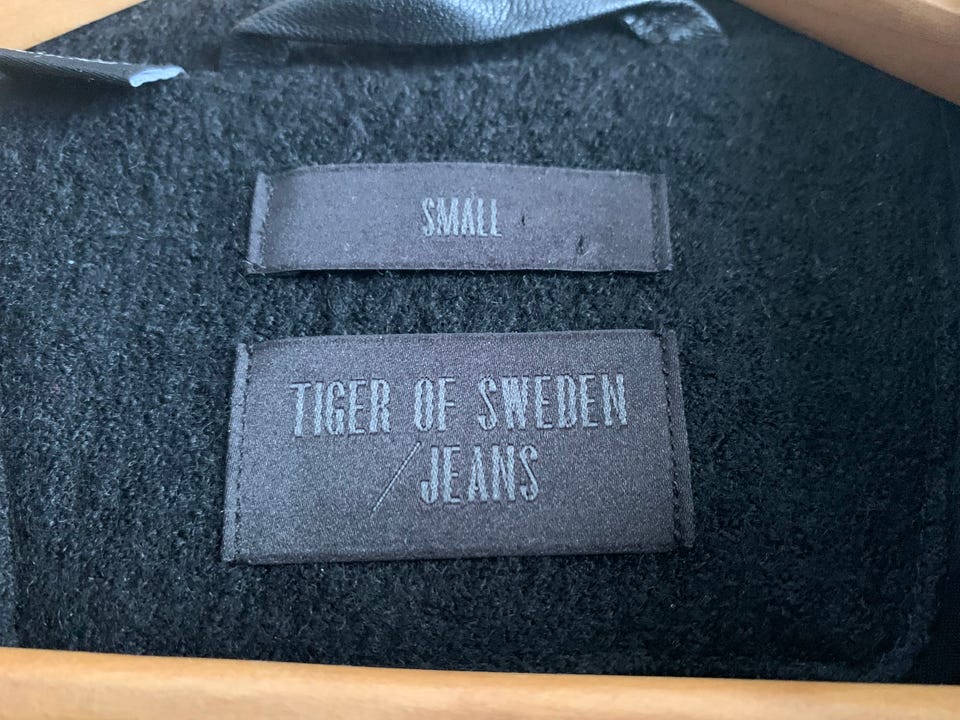 SMALL
TIGER OF SWEDEN
/JEANS